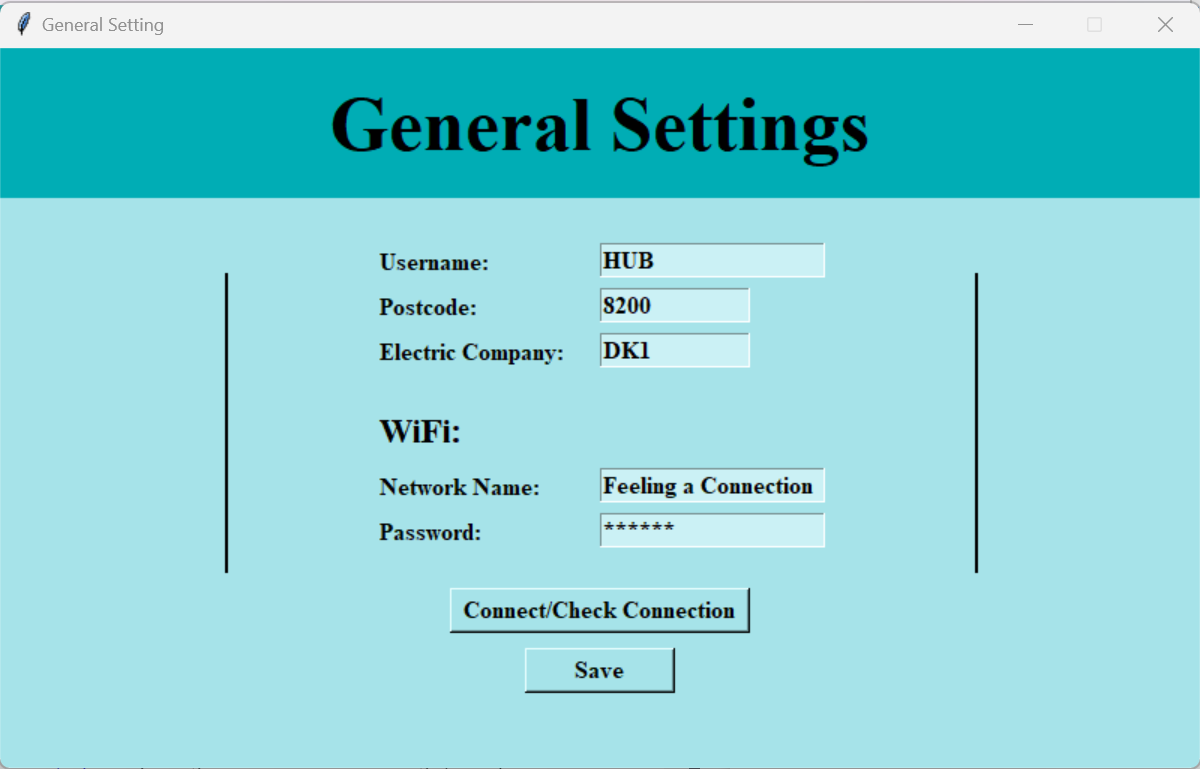 General Setting
General Settings
Username: HUB
Postcode: 8200
Electric Company: DK1
WiFi:
Network Name: Feeling a Connection
Password: ******
Connect/Check Connection
Save